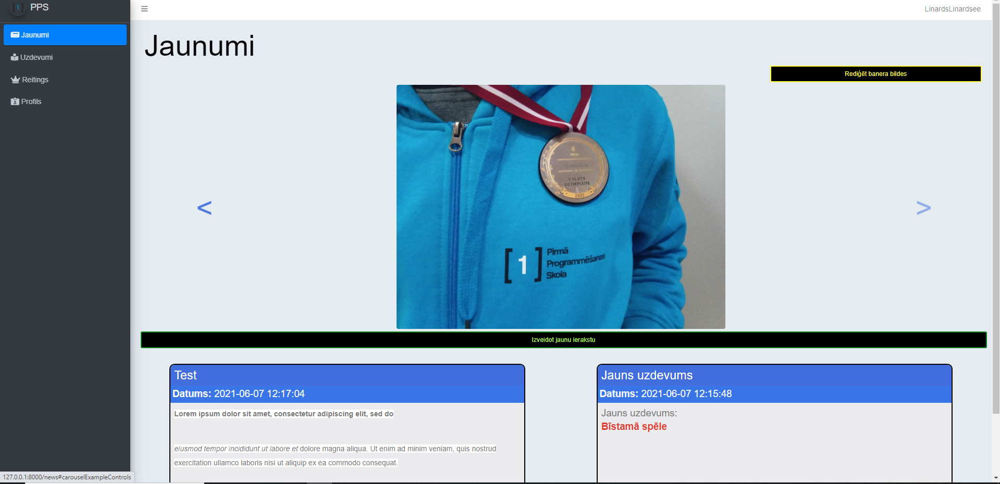 [1] PPS
LinardsLinardsee
Jaunumi
Uzdevumi
Reitings
Profils
Jaunumi
Rediģēt banera bildes
<
>
VALSTS
OLIMPIĀDE
2020
[1] Pirmā
Programmēšanas
Skola
Izveidot jaunu ierakstu
Test
Datums: 2021-06-07 12:17:04
Lorem ipsum dolor sit amet, consectetur adipiscing elit, sed do
eiusmod tempor incididunt ut labore et dolore magna aliqua. Ut enim ad minim veniam, quis nostrud
exercitation ullamco laboris nisi ut aliquip ex ea commodo consequat.
Jauns uzdevums
Datums: 2021-06-07 12:15:48
Jauns uzdevums:
Bīstamā spēle
127.0.0.1:8000/news#carouselExampleControls